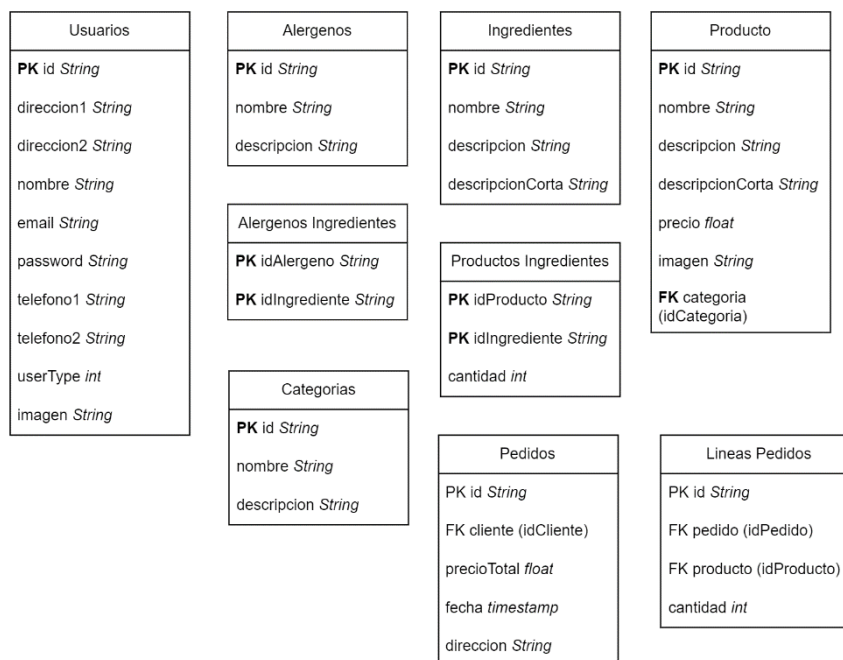 Usuarios
PK id String
direccion1 String
direccion2 String
nombre String
email String
password String
telefono1 String
telefono2 String
userType int
imagen String
Alergenos
PK id String
nombre String
descripcion String
Alergenos Ingredientes
PK idAlergeno String
PK idIngrediente String
Categorias
PK id String
nombre String
descripcion String
Ingredientes
PK id String
nombre String
descripcion String
descripcionCorta String
Productos Ingredientes
PK idProducto String
PK idIngrediente String
cantidad int
Pedidos
PK id String
FK cliente (idCliente)
precioTotal float
fecha timestamp
direccion String
Producto
PK id String
nombre String
descripcion String
descripcionCorta String
precio float
imagen String
FK categoria
(idCategoria)
Lineas Pedidos
PK id String
FK pedido (idPedido)
FK producto (idProducto)
cantidad int